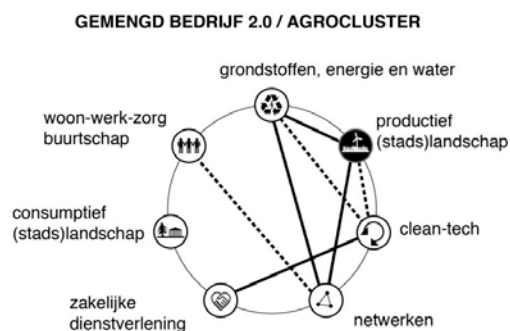 GEMENGD BEDRIJF 2.0 / AGROCLUSTER
grondstoffen, energie en water
woon-werk-zorg
buurtschap
productief
(stads)landschap
consumptief
(stads)landschap
clean-tech
zakelijke
dienstverlening
netwerken